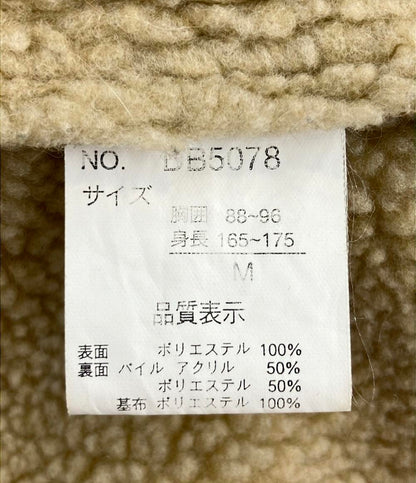 NO. BB5078
サイズ
胸囲 88~96
身長 165~175
M
品質表示
表面 ポリエステル 100%
裏面 パイル アクリル 50%
ポリエステル 50%
基布 ポリエステル 100%